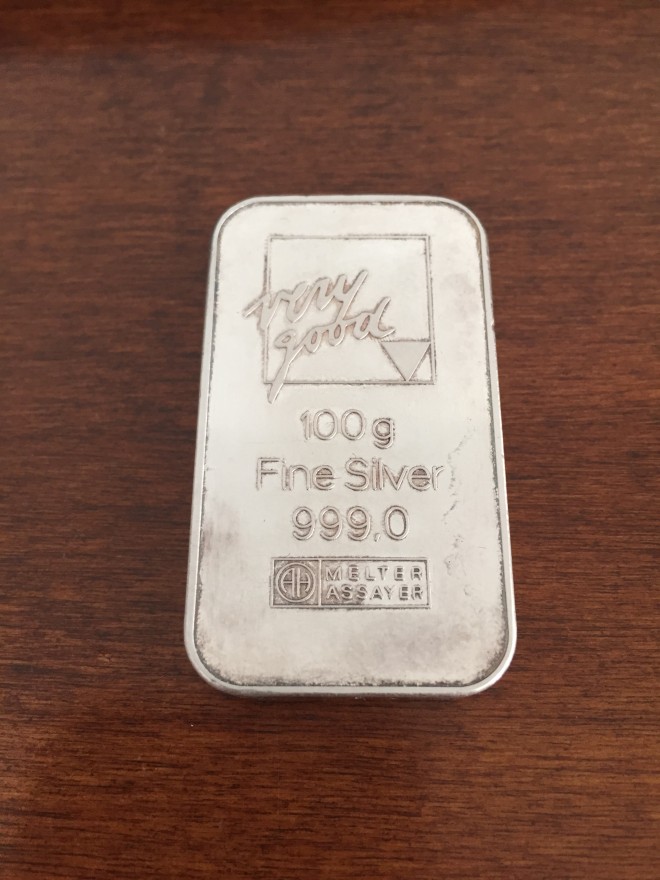 very
good
100g
Fine Silver
999,0
MELTER
ASSAYER